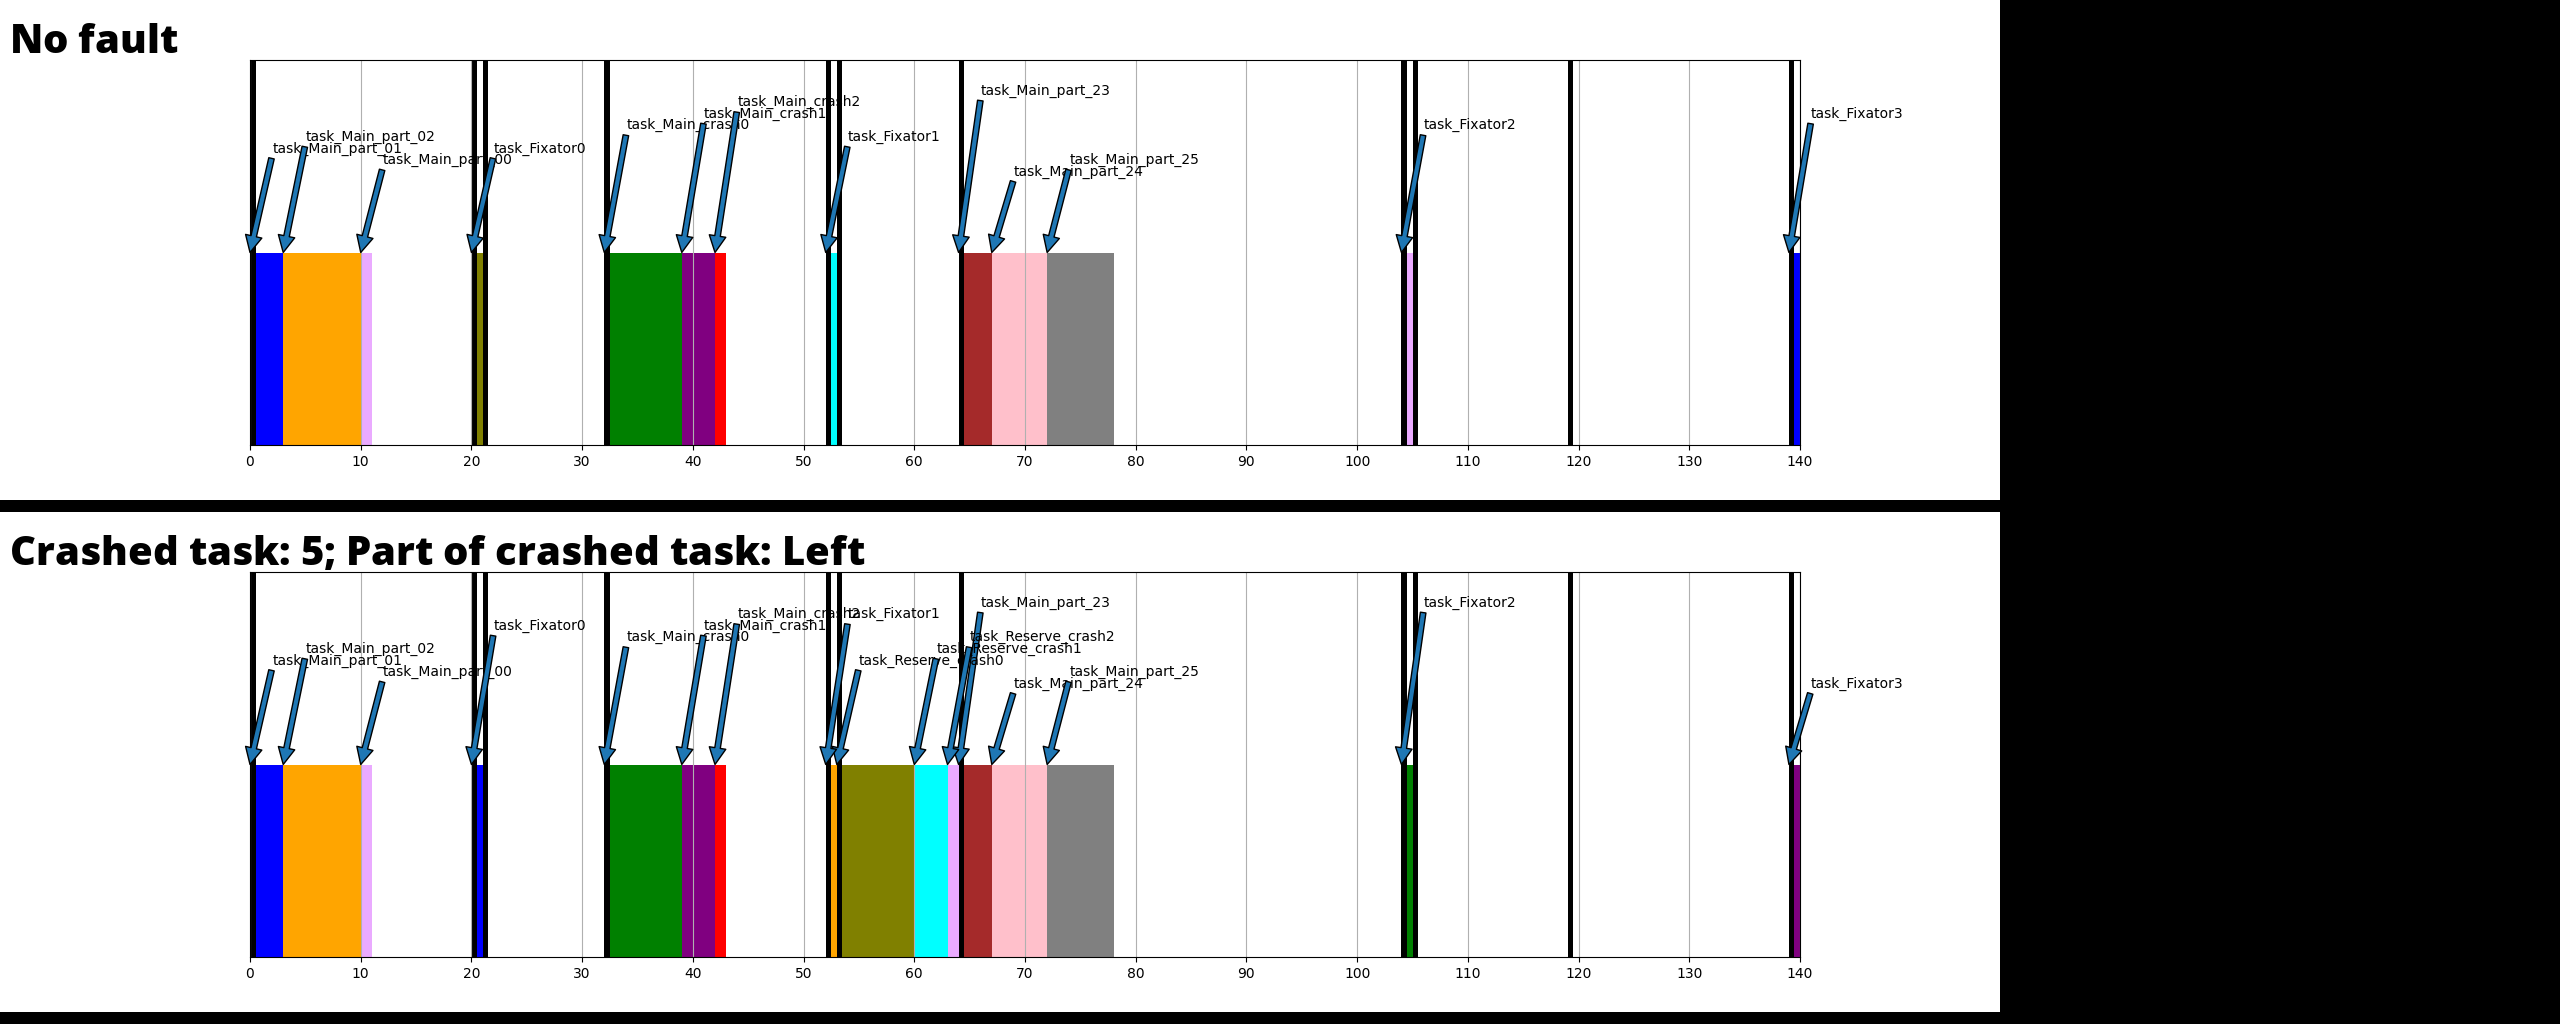 No fault
task_Main_part_23
task_Main_crash2
task_Main_crash1
task_Fixator3
task_Main_crash0
task_Fixator2
task_Main_part_02
task_Fixator1
task_Main_part_01
task_Fixator0
task_Main_part_00
task_Main_part_25
task_Main_part_24
0 10 20 30 40 50 60 70 80 90 100 110 120 130 140
Crashed task: 5; Part of crashed task: Left
task_Main_part_23
task_Fixator2
task_Main_crash2
task_Fixator1
task_Fixator0
task_Main_crash1
task_Main_crash0
task_Reserve_crash2
task_Main_part_02
task_Reserve_crash1
task_Main_part_01
task_Reserve_crash0
task_Main_part_00
task_Main_part_25
task_Main_part_24
task_Fixator3
0 10 20 30 40 50 60 70 80 90 100 110 120 130 140